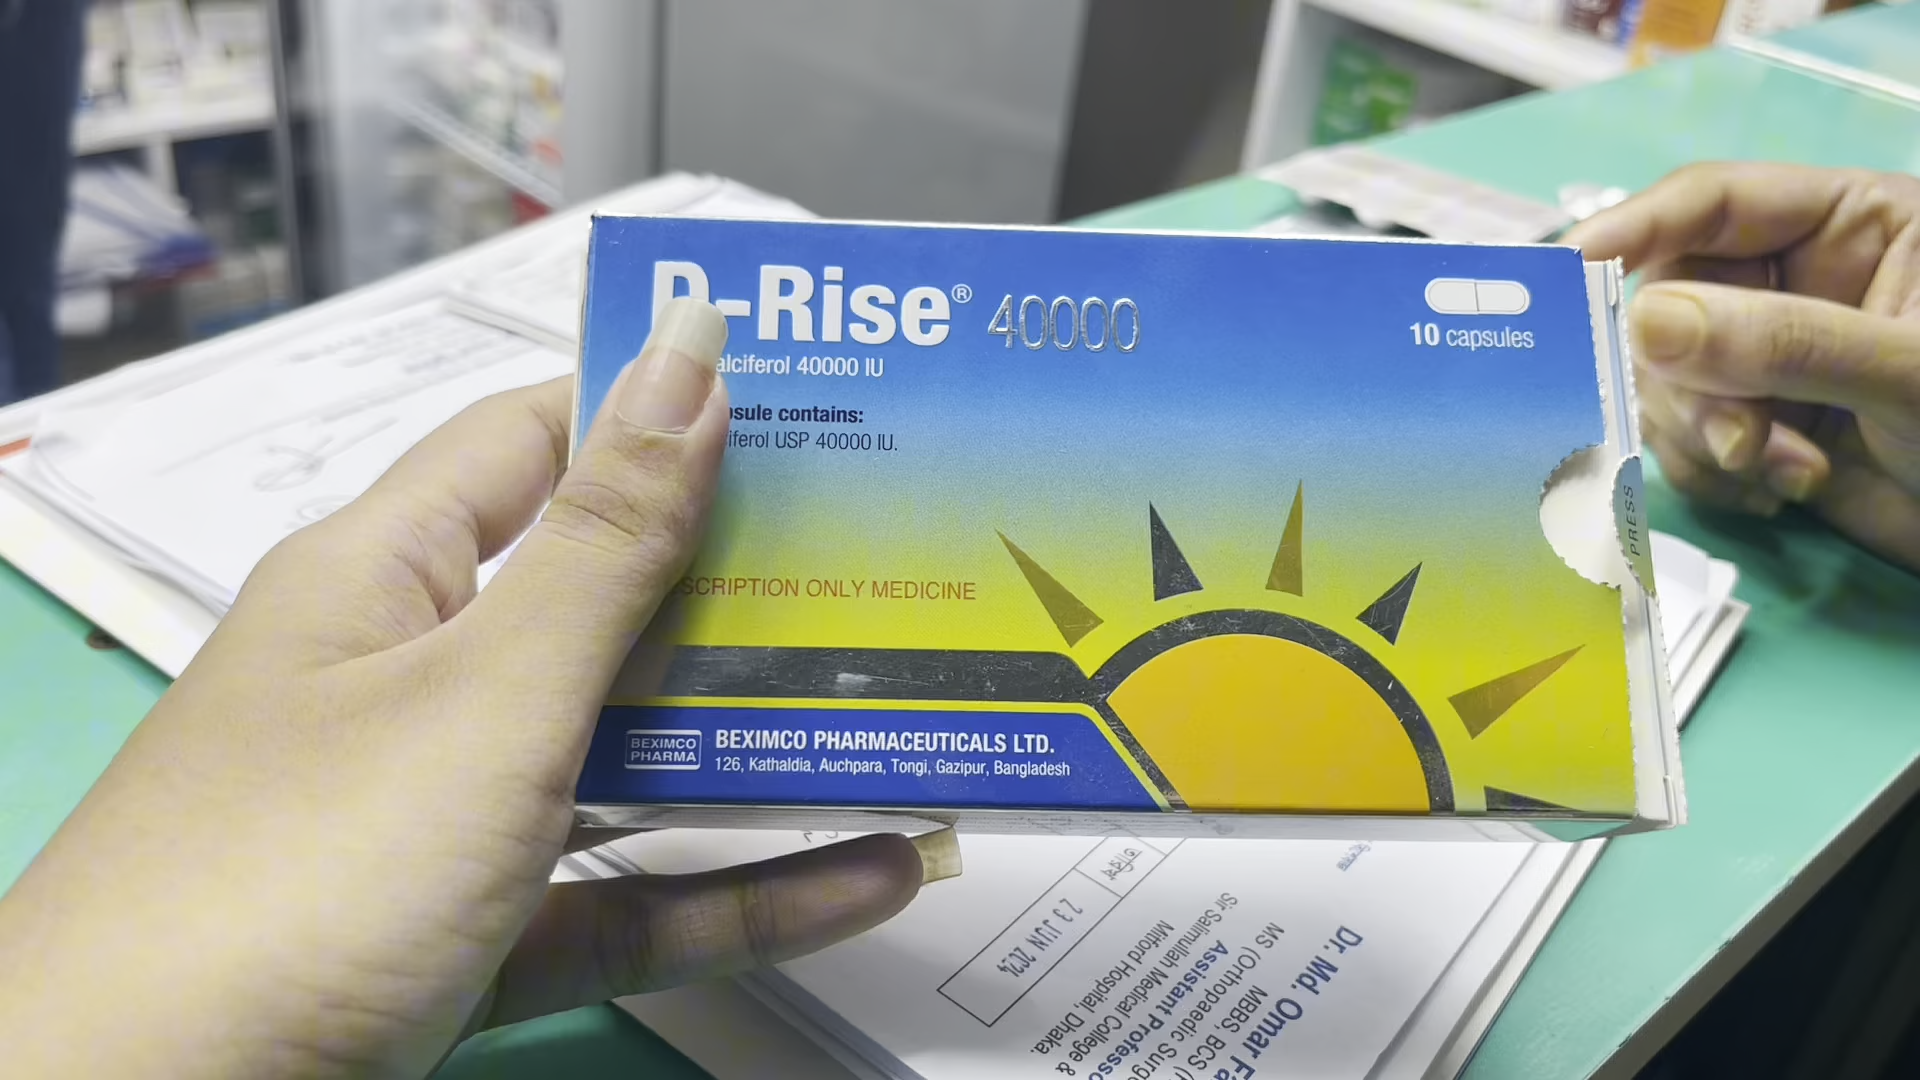 D-Rise® 40000
alciferol 40000 IU
psule contains:
iferol USP 40000 IU.
10 capsules
PRESS
SCRIPTION ONLY MEDICINE
BEXIMCO
PHARMA
BEXIMCO PHARMACEUTICALS LTD.
126, Kathaldia, Auchpara, Tongi, Gazipur, Bangladesh
23 JUN 2024
Dr. Md. Omar Fa
MBBS, BCS (
MS (Orthopaedic Surge
Assistant Professo
Sir Salimullah Medical College &
Mitford Hospital, Dhaka.